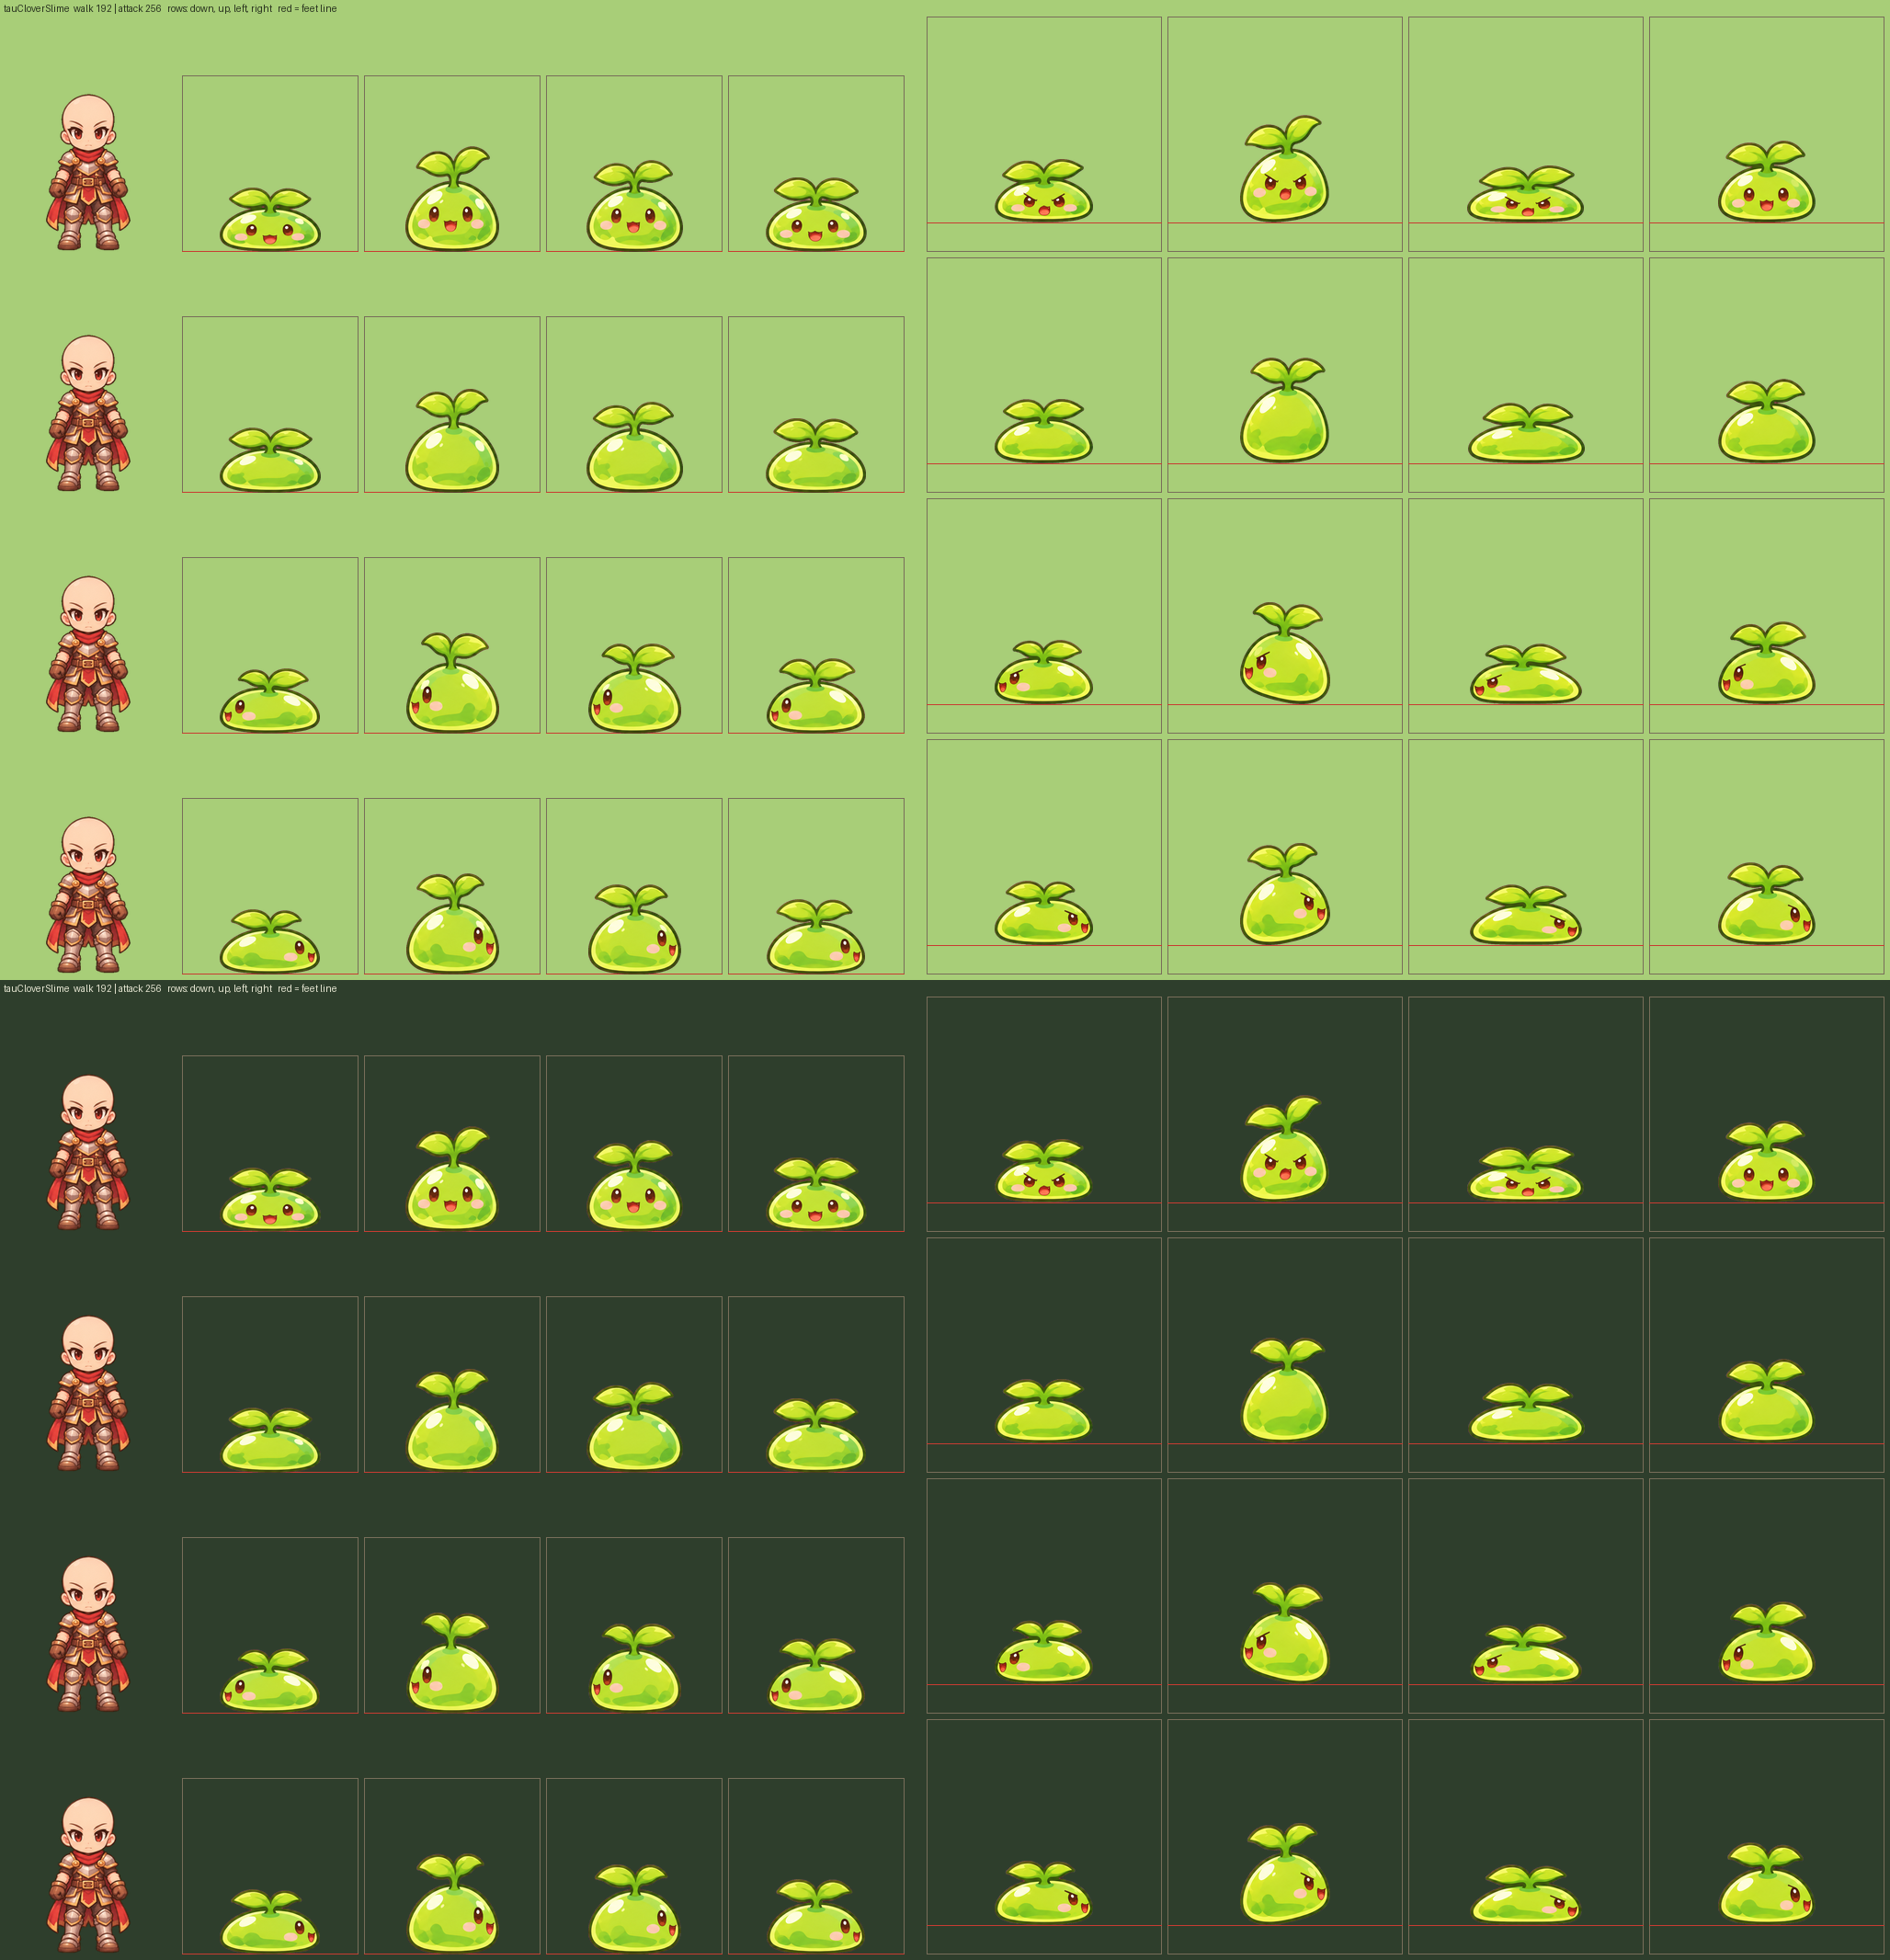 tauCloverSlime walk 192 | attack 256 rows: down, up, left, right red = feet line
tauCloverSlime walk 192 | attack 256 rows: down, up, left, right red = feet line